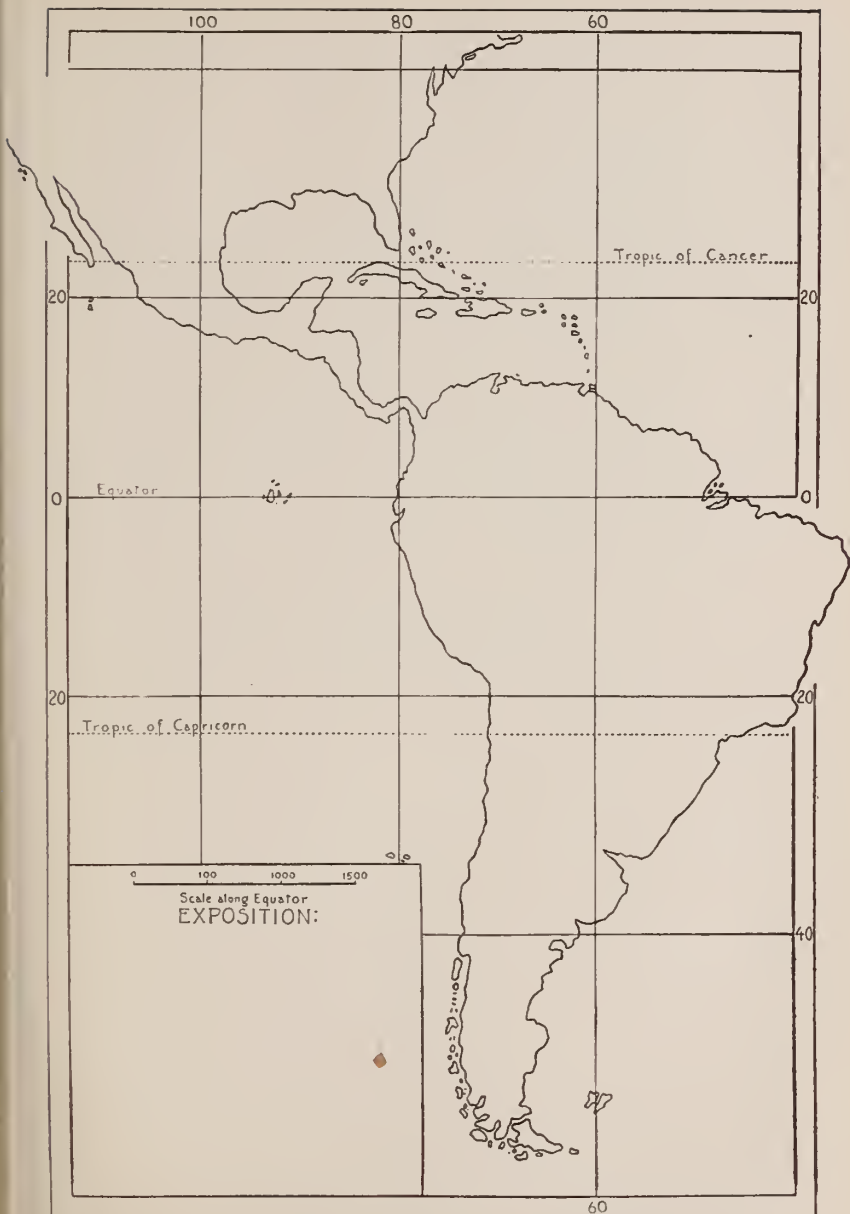 100 80 60
Tropic of Cancer
20 20
Equator
0 0
20 20
Tropic of Capricorn
0 100 1000 1500
Scale along Equator
EXPOSITION:
40
60